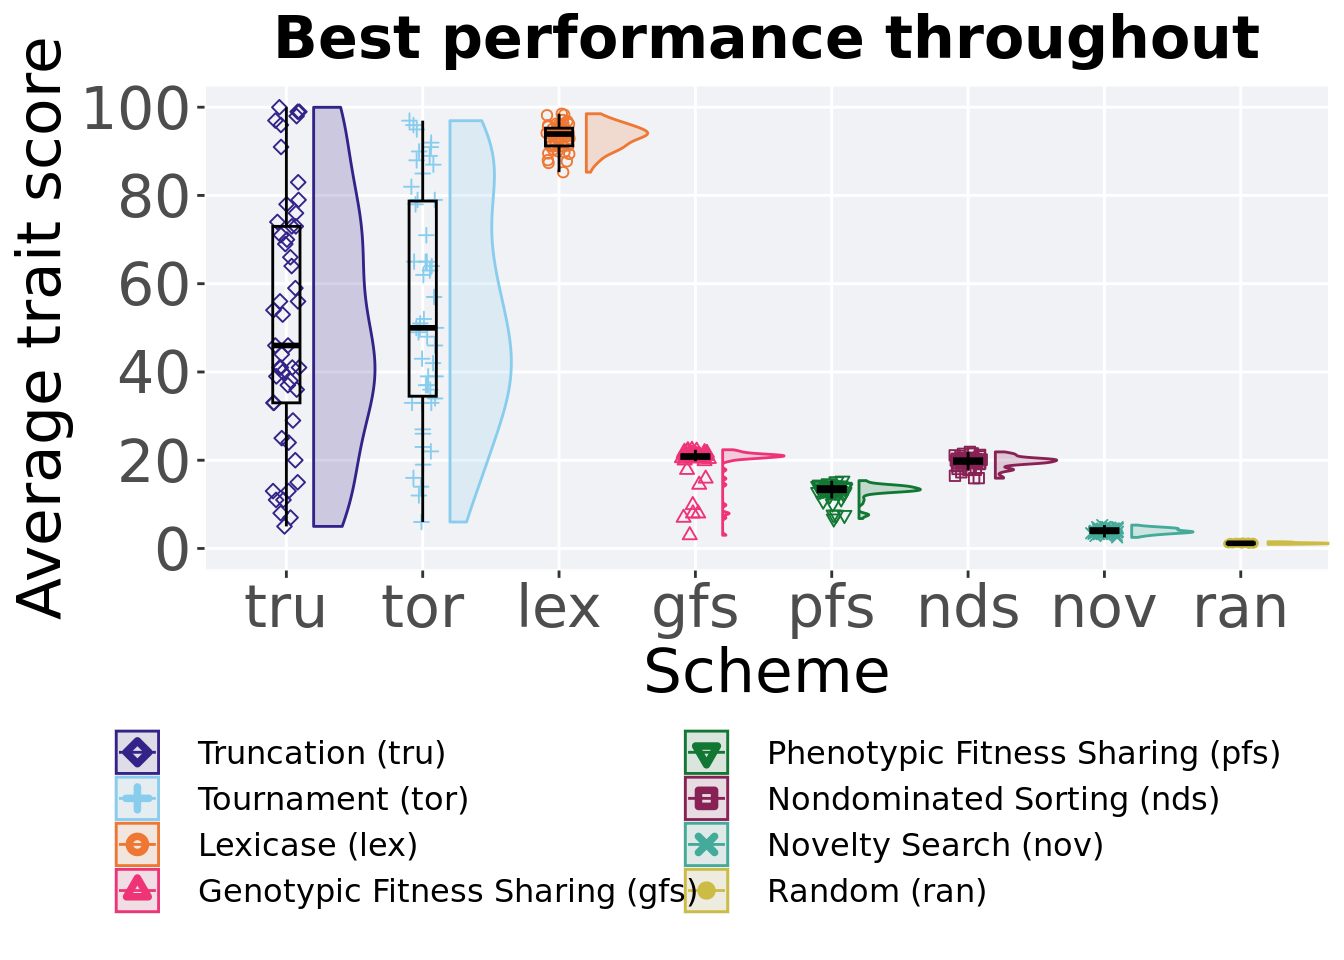 Best performance throughout
Average trait score
100
80
60
40
20
0
tru tor lex gfs pfs nds nov ran
Scheme
Truncation (tru)
Tournament (tor)
Lexicase (lex)
Genotypic Fitness Sharing (gfs)
Phenotypic Fitness Sharing (pfs)
Nondominated Sorting (nds)
Novelty Search (nov)
Random (ran)